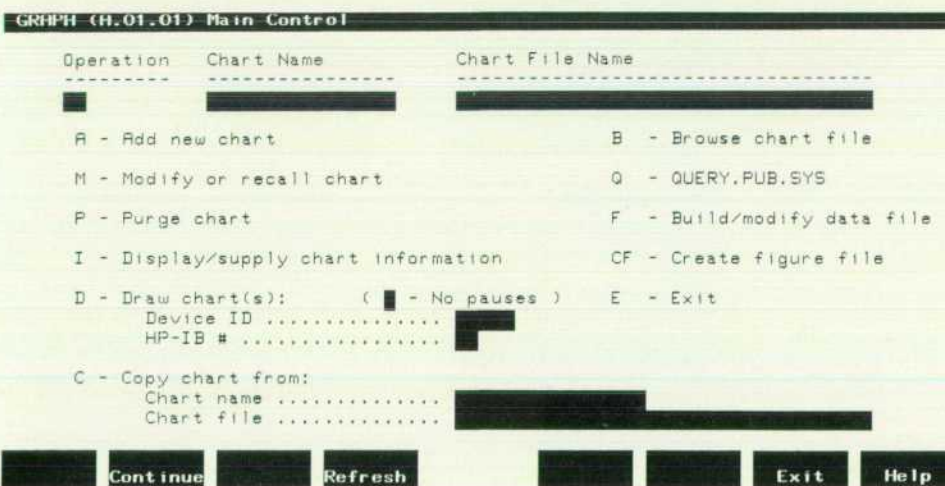 GRAPH (A.01.01) Main Control
Operation Chart Name Chart File Name
--------- ---------------- -----------------------------------
A - Add new chart B - Browse chart file
M - Modify or recall chart Q - QUERY.PUB.SYS
P - Purge chart F - Build/modify data file
I - Display/supply chart information CF - Create figure file
D - Draw chart(s): ( - No pauses ) E - Exit
Device ID ...............
HP-IB # .................
C - Copy chart from:
Chart name ..............
Chart file ..............
Continue Refresh Exit Help